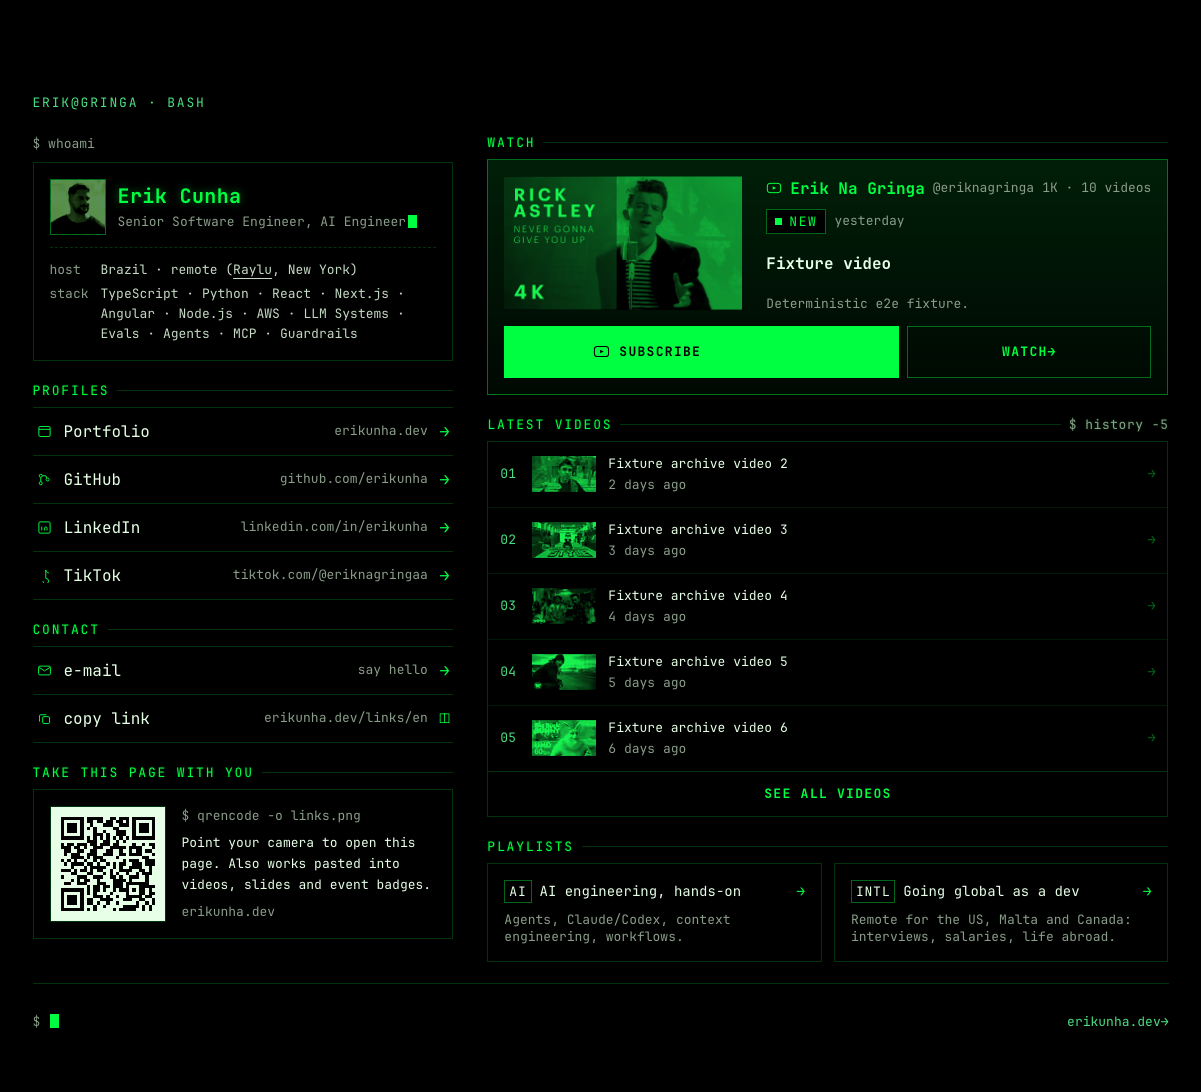 ERIK@GRINGA · BASH
$ whoami
Erik Cunha
Senior Software Engineer, AI Engineer
host Brazil · remote (Raylu, New York)
stack TypeScript · Python · React · Next.js ·
Angular · Node.js · AWS · LLM Systems ·
Evals · Agents · MCP · Guardrails
PROFILES
Portfolio erikunha.dev →
GitHub github.com/erikunha →
LinkedIn linkedin.com/in/erikunha →
TikTok tiktok.com/@eriknagringaa →
CONTACT
e-mail say hello →
copy link erikunha.dev/links/en
TAKE THIS PAGE WITH YOU
$ qrencode -o links.png
Point your camera to open this
page. Also works pasted into
videos, slides and event badges.
erikunha.dev
WATCH
RICK
ASTLEY
NEVER GONNA
GIVE YOU UP
4K
Erik Na Gringa @eriknagringa 1K · 10 videos
NEW yesterday
Fixture video
Deterministic e2e fixture.
SUBSCRIBE
WATCH→
LATEST VIDEOS $ history -5
01 Fixture archive video 2 →
2 days ago
02 Fixture archive video 3 →
3 days ago
03 Fixture archive video 4 →
4 days ago
04 Fixture archive video 5 →
5 days ago
05 Fixture archive video 6 →
6 days ago
SEE ALL VIDEOS
PLAYLISTS
AI AI engineering, hands-on →
Agents, Claude/Codex, context
engineering, workflows.
INTL Going global as a dev →
Remote for the US, Malta and Canada:
interviews, salaries, life abroad.
$
erikunha.dev→